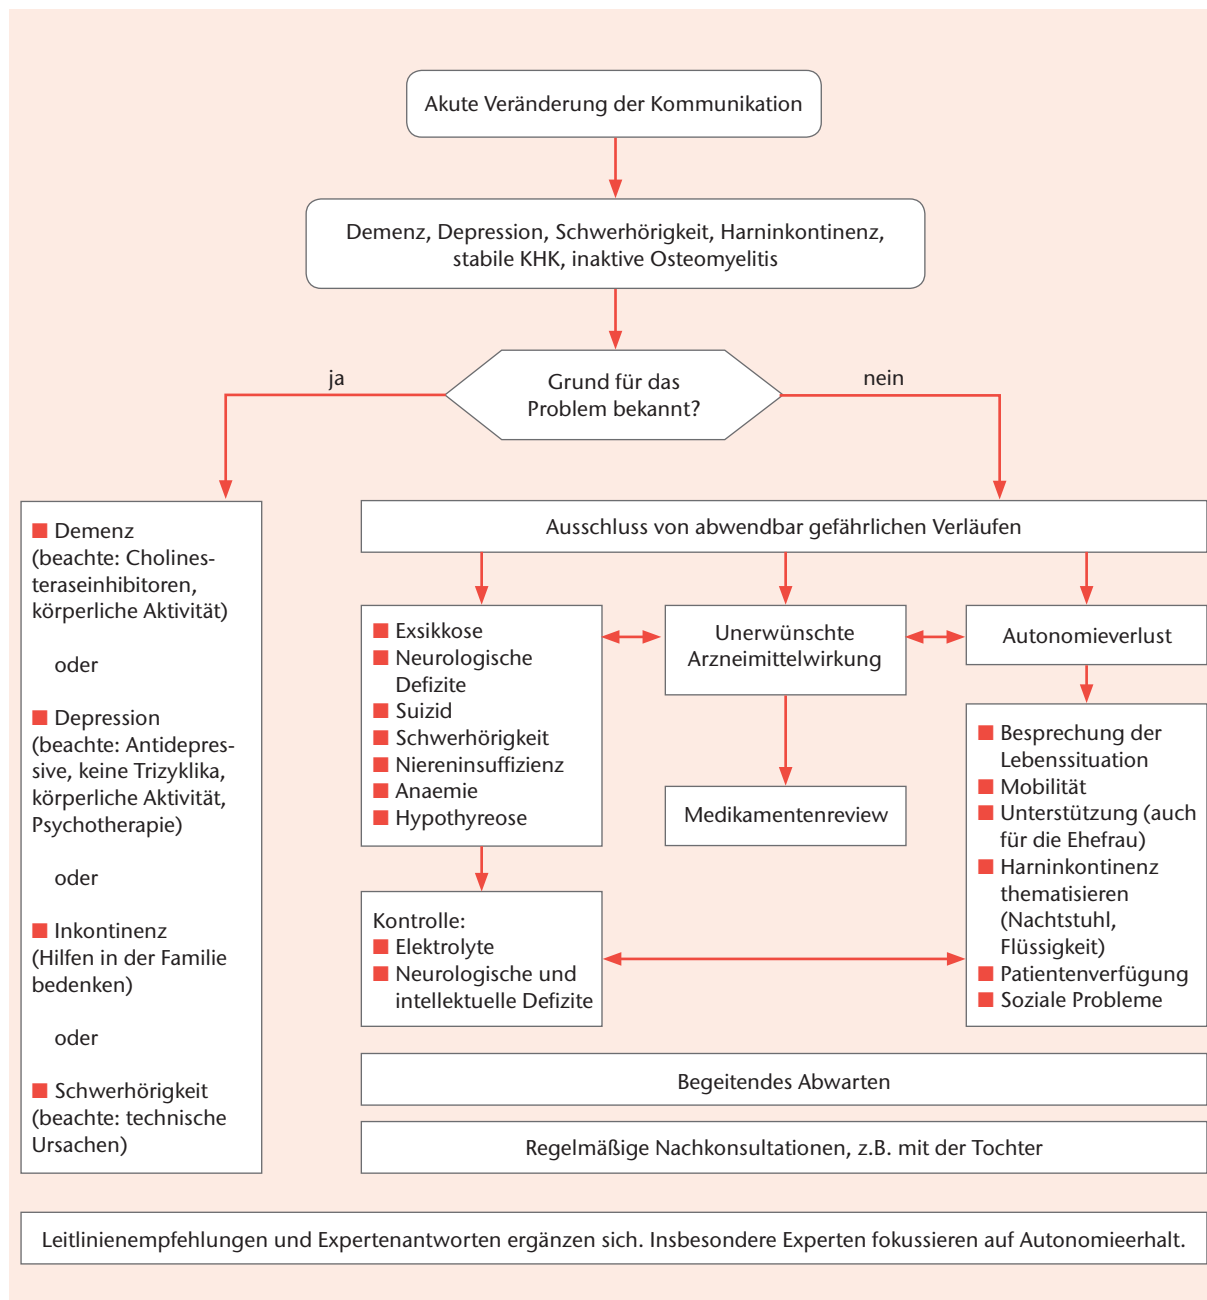 Akute Veränderung der Kommunikation
Demenz, Depression, Schwerhörigkeit, Harninkontinenz,
stabile KHK, inaktive Osteomyelitis
Grund für das
Problem bekannt?
ja
nein
■ Demenz
(beachte: Cholines-
teraseinhibitoren,
körperliche Aktivität)
oder
■ Depression
(beachte: Antidepres-
sive, keine Trizyklika,
körperliche Aktivität,
Psychotherapie)
oder
■ Inkontinenz
(Hilfen in der Familie
bedenken)
oder
■ Schwerhörigkeit
(beachte: technische
Ursachen)
Ausschluss von abwendbar gefährlichen Verläufen
■ Exsikkose
■ Neurologische
Defizite
■ Suizid
■ Schwerhörigkeit
■ Niereninsuffizienz
■ Anaemie
■ Hypothyreose
Kontrolle:
■ Elektrolyte
■ Neurologische und
intellektuelle Defizite
Unerwünschte
Arzneimittelwirkung
Medikamentenreview
Autonomieverlust
■ Besprechung der
Lebenssituation
■ Mobilität
■ Unterstützung (auch
für die Ehefrau)
■ Harninkontinenz
thematisieren
(Nachtstuhl,
Flüssigkeit)
■ Patientenverfügung
■ Soziale Probleme
Begeitendes Abwarten
Regelmäßige Nachkonsultationen, z.B. mit der Tochter
Leitlinienempfehlungen und Expertenantworten ergänzen sich. Insbesondere Experten fokussieren auf Autonomieerhalt.